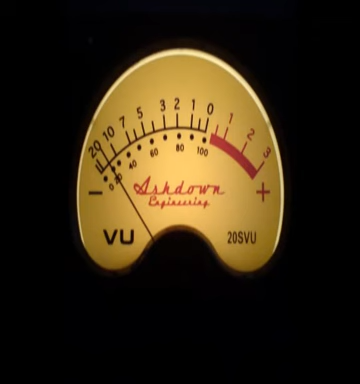 20 10 7 5 3 2 1 0 1 2 3
0 20 40 60 80 100
− Ashdown +
Engineering
VU 20SVU